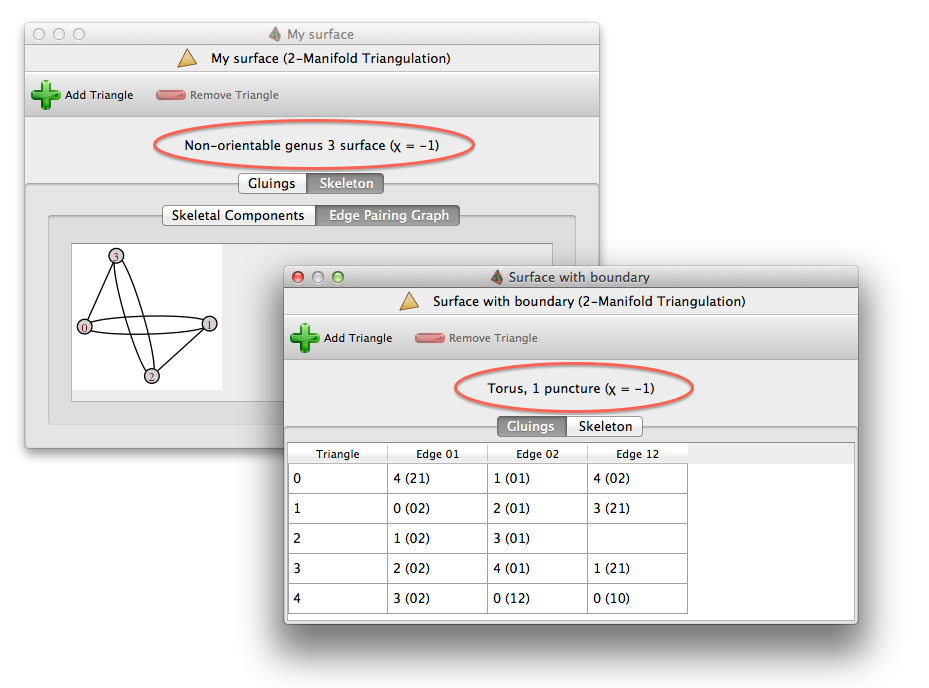 My surface
My surface (2-Manifold Triangulation)
Add Triangle Remove Triangle
Non-orientable genus 3 surface (χ = -1)
Gluings Skeleton
Skeletal Components Edge Pairing Graph
3
0
1
2
Surface with boundary
Surface with boundary (2-Manifold Triangulation)
Add Triangle Remove Triangle
Torus, 1 puncture (χ = -1)
Gluings Skeleton
Triangle Edge 01 Edge 02 Edge 12
0 4 (21) 1 (01) 4 (02)
1 0 (02) 2 (01) 3 (21)
2 1 (02) 3 (01)
3 2 (02) 4 (01) 1 (21)
4 3 (02) 0 (12) 0 (10)